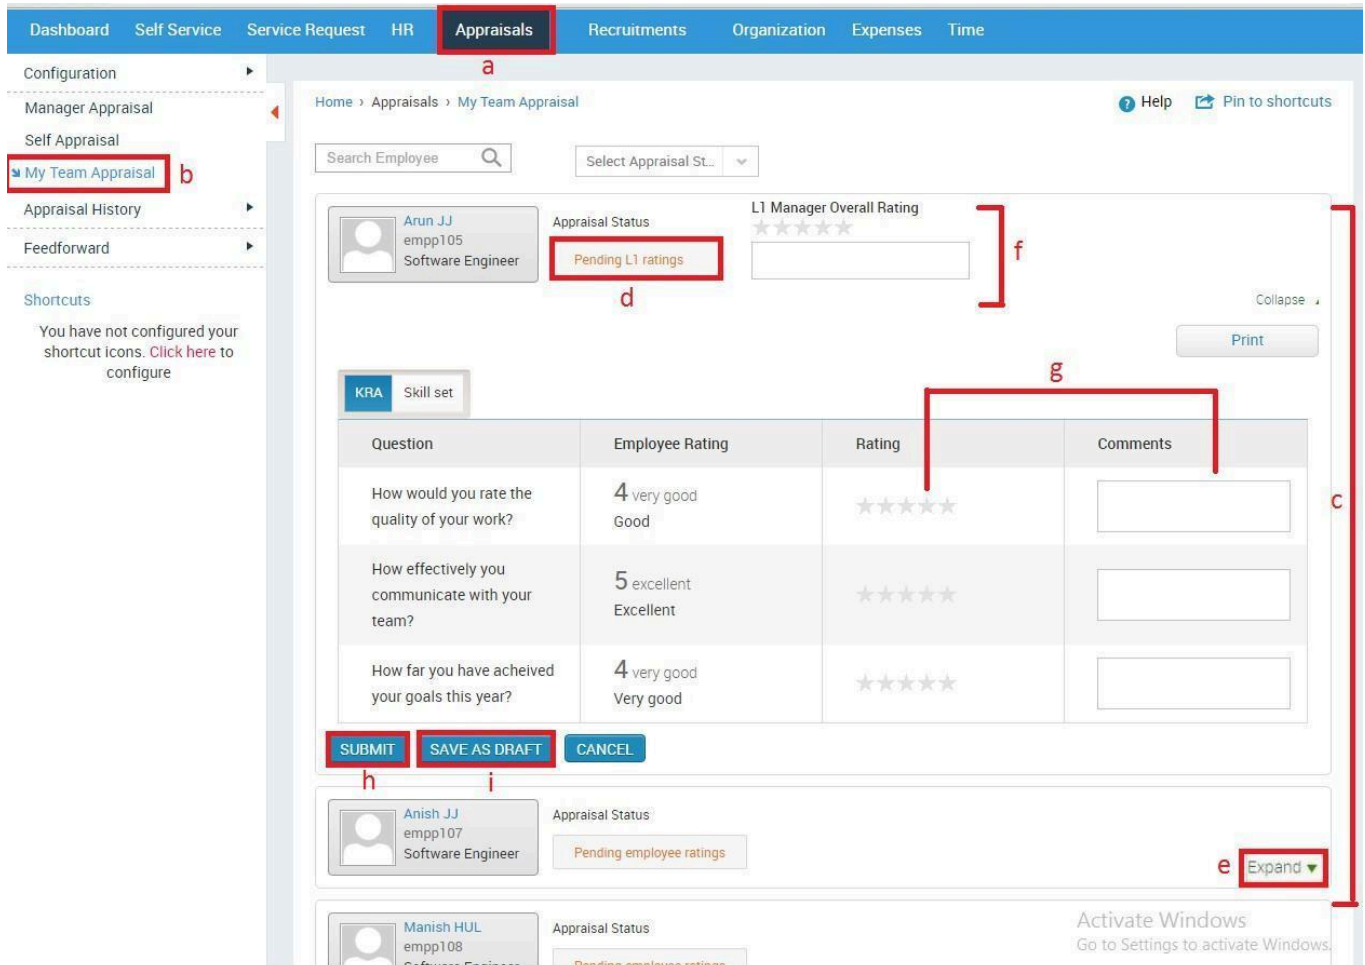 Dashboard Self Service Service Request HR Appraisals Recruitments Organization Expenses Time
a
Configuration
Manager Appraisal
Self Appraisal
My Team Appraisal b
Appraisal History
Feedforward
Shortcuts
You have not configured your
shortcut icons. Click here to
configure
Home › Appraisals › My Team Appraisal
? Help Pin to shortcuts
Search Employee
Select Appraisal St...
Arun JJ
empp105
Software Engineer
Appraisal Status
Pending L1 ratings
d
L1 Manager Overall Rating
f
Collapse
Print
g
c
KRA Skill set
Question Employee Rating Rating Comments
How would you rate the
quality of your work?
4 very good
Good
How effectively you
communicate with your
team?
5 excellent
Excellent
How far you have acheived
your goals this year?
4 very good
Very good
SUBMIT SAVE AS DRAFT CANCEL
h i
Anish JJ
empp107
Software Engineer
Appraisal Status
Pending employee ratings
e Expand
Manish HUL
empp108
Software Engineer
Appraisal Status
Pending employee ratings
Activate Windows
Go to Settings to activate Windows.